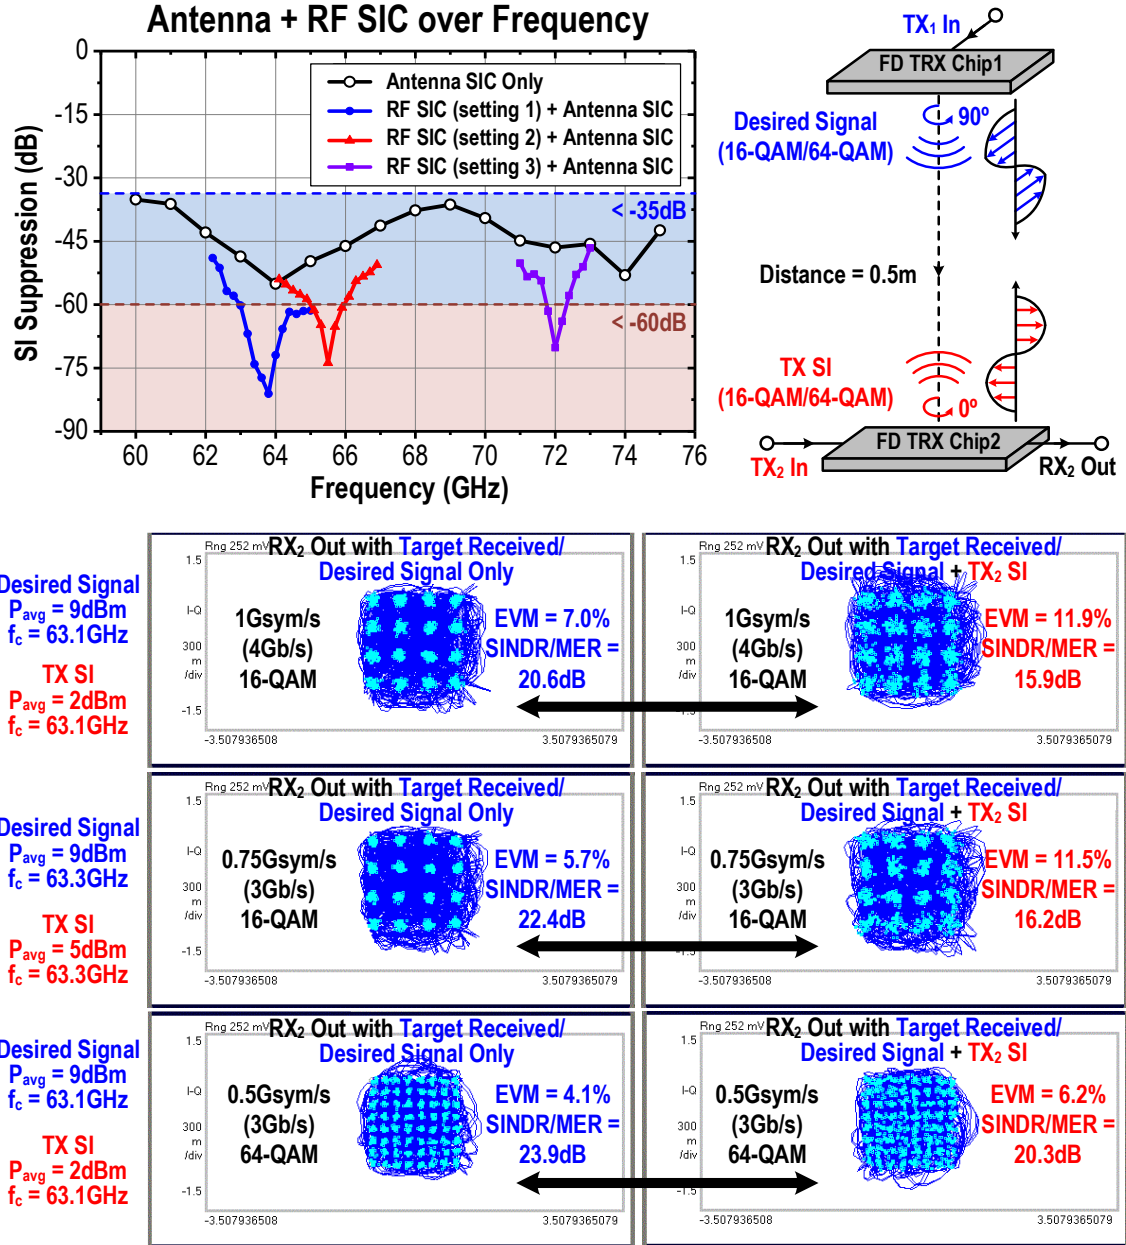 Antenna + RF SIC over Frequency
SI Suppression (dB)
0
-15
-30
-45
-60
-75
-90
60 62 64 66 68 70 72 74 76
Frequency (GHz)
Antenna SIC Only
RF SIC (setting 1) + Antenna SIC
RF SIC (setting 2) + Antenna SIC
RF SIC (setting 3) + Antenna SIC
< -35dB
< -60dB
TX₁ In
FD TRX Chip1
90º
Desired Signal
(16-QAM/64-QAM)
Distance = 0.5m
TX SI
(16-QAM/64-QAM)
0º
FD TRX Chip2
TX₂ In
RX₂ Out
Desired Signal
Pavg = 9dBm
fc = 63.1GHz
TX SI
Pavg = 2dBm
fc = 63.1GHz
Rng 252 mV
RX₂ Out with Target Received/
Desired Signal Only
1.5
I-Q
300
m
/div
-1.5
1Gsym/s
(4Gb/s)
16-QAM
EVM = 7.0%
SINDR/MER =
20.6dB
-3.507936508 3.5079365079
Rng 252 mV
RX₂ Out with Target Received/
Desired Signal + TX₂ SI
1.5
I-Q
300
m
/div
-1.5
1Gsym/s
(4Gb/s)
16-QAM
EVM = 11.9%
SINDR/MER =
15.9dB
-3.507936508 3.5079365079
Desired Signal
Pavg = 9dBm
fc = 63.3GHz
TX SI
Pavg = 5dBm
fc = 63.3GHz
Rng 252 mV
RX₂ Out with Target Received/
Desired Signal Only
1.5
I-Q
300
m
/div
-1.5
0.75Gsym/s
(3Gb/s)
16-QAM
EVM = 5.7%
SINDR/MER =
22.4dB
-3.507936508 3.5079365079
Rng 252 mV
RX₂ Out with Target Received/
Desired Signal + TX₂ SI
1.5
I-Q
300
m
/div
-1.5
0.75Gsym/s
(3Gb/s)
16-QAM
EVM = 11.5%
SINDR/MER =
16.2dB
-3.507936508 3.5079365079
Desired Signal
Pavg = 9dBm
fc = 63.1GHz
TX SI
Pavg = 2dBm
fc = 63.1GHz
Rng 252 mV
RX₂ Out with Target Received/
Desired Signal Only
1.5
I-Q
300
m
/div
-1.5
0.5Gsym/s
(3Gb/s)
64-QAM
EVM = 4.1%
SINDR/MER =
23.9dB
-3.507936508 3.5079365079
Rng 252 mV
RX₂ Out with Target Received/
Desired Signal + TX₂ SI
1.5
I-Q
300
m
/div
-1.5
0.5Gsym/s
(3Gb/s)
64-QAM
EVM = 6.2%
SINDR/MER =
20.3dB
-3.507936508 3.5079365079